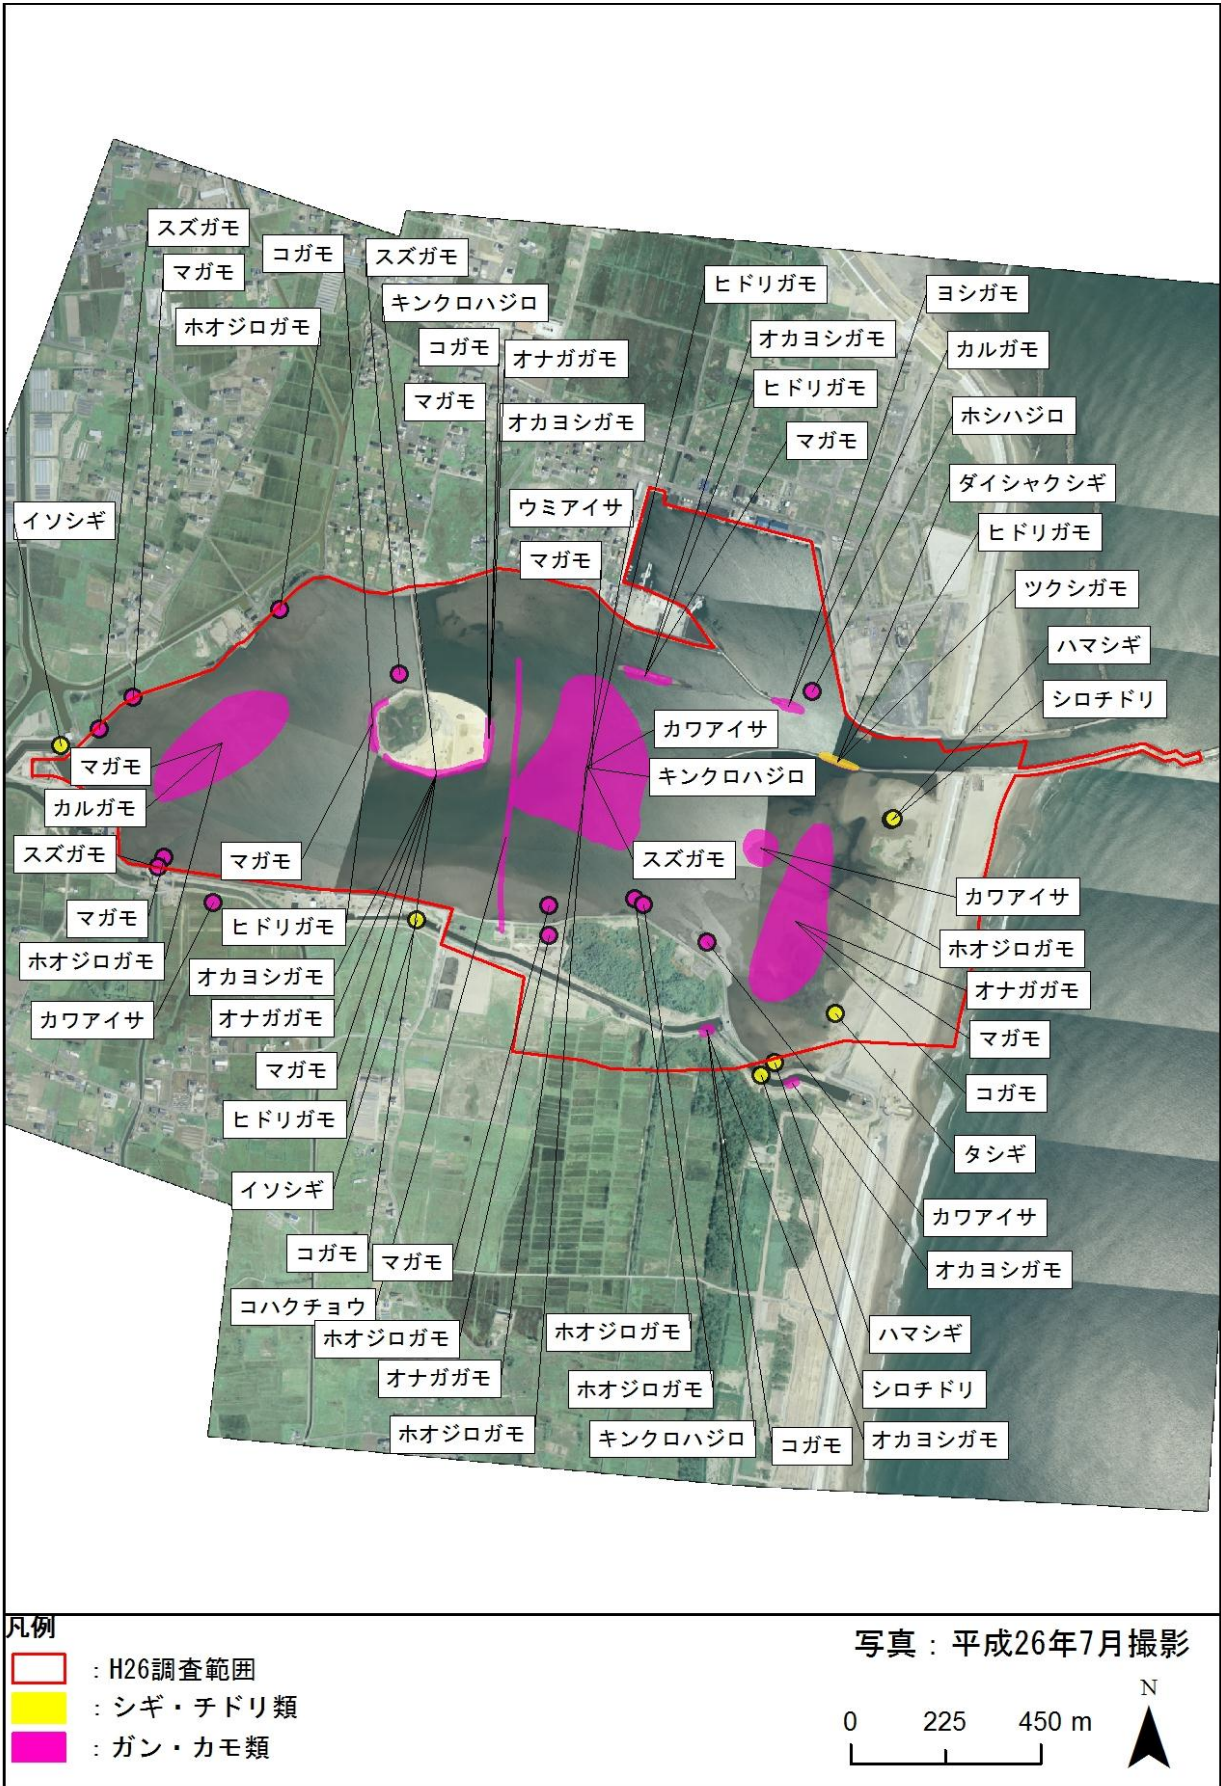 スズガモ
コガモ
スズガモ
マガモ
ヒドリガモ
ヨシガモ
キンクロハジロ
ホオジロガモ
オカヨシガモ
コガモ
オナガガモ
カルガモ
ヒドリガモ
マガモ
ホシハジロ
オカヨシガモ
マガモ
ダイシャクシギ
ウミアイサ
イソシギ
ヒドリガモ
マガモ
ツクシガモ
ハマシギ
シロチドリ
カワアイサ
マガモ
キンクロハジロ
カルガモ
スズガモ
マガモ
スズガモ
カワアイサ
マガモ
ヒドリガモ
ホオジロガモ
ホオジロガモ
オカヨシガモ
オナガガモ
カワアイサ
オナガガモ
マガモ
マガモ
コガモ
ヒドリガモ
タシギ
イソシギ
カワアイサ
コガモ
マガモ
オカヨシガモ
コハクチョウ
ホオジロガモ
ホオジロガモ
ハマシギ
オナガガモ
ホオジロガモ
シロチドリ
ホオジロガモ
キンクロハジロ
コガモ
オカヨシガモ
凡例
：H26調査範囲
：シギ・チドリ類
：ガン・カモ類
写真：平成26年7月撮影
N
0 225 450 m